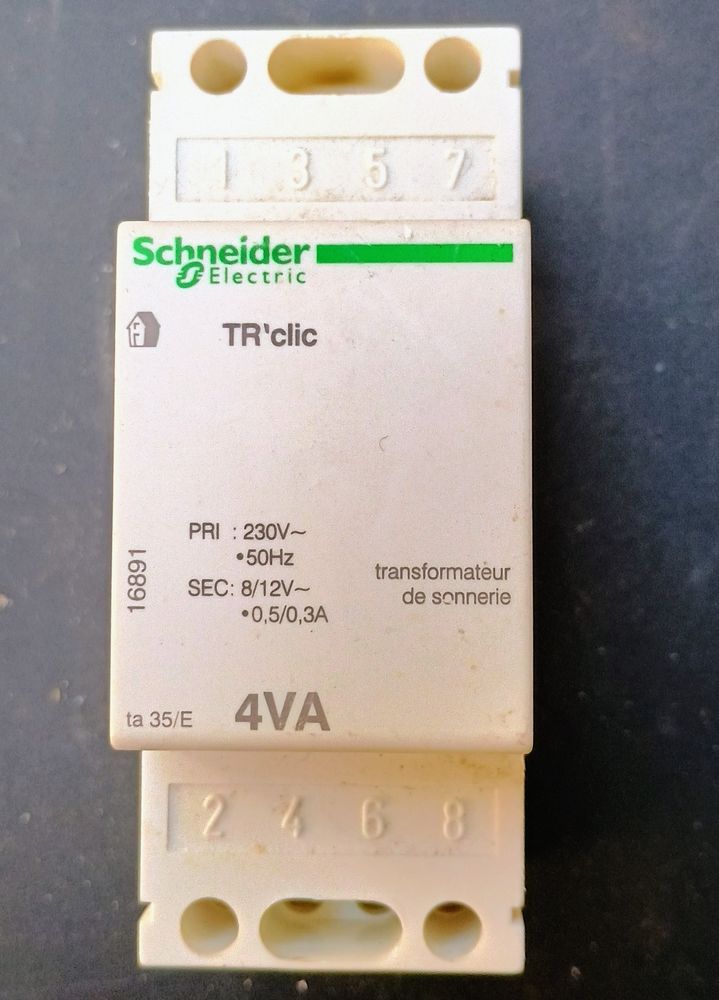 1 3 5 7
Schneider
Electric
TR'clic
PRI : 230V~
•50Hz
SEC: 8/12V~
•0,5/0,3A
transformateur
de sonnerie
16891
ta 35/E
4VA
2 4 6 8